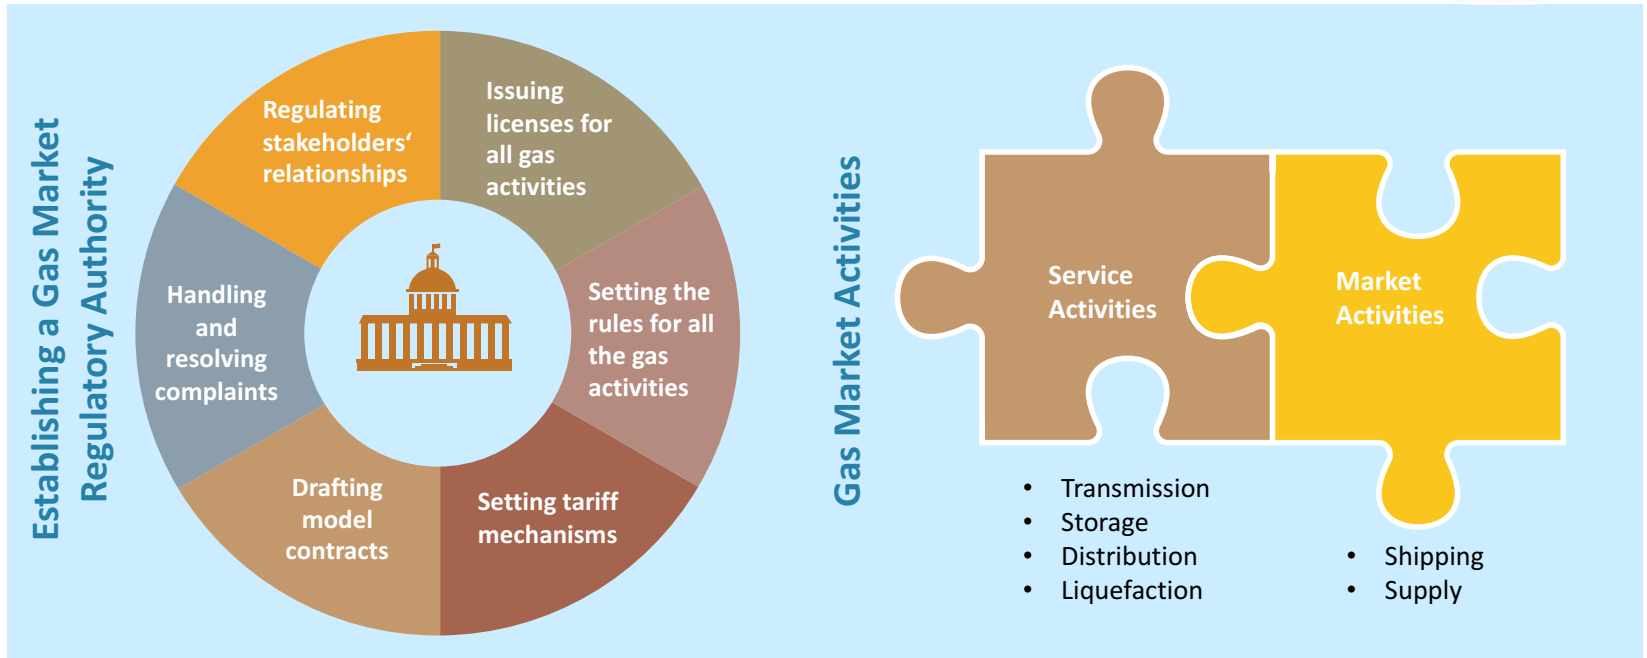 Establishing a Gas Market
Regulatory Authority
Regulating
stakeholders‘
relationships
Issuing
licenses for
all gas
activities
Setting the
rules for all
the gas
activities
Setting tariff
mechanisms
Drafting
model
contracts
Handling
and
resolving
complaints
Gas Market Activities
Service
Activities
• Transmission
• Storage
• Distribution
• Liquefaction
Market
Activities
• Shipping
• Supply